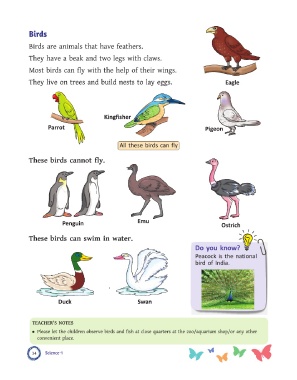 Birds
Birds are animals that have feathers.
They have a beak and two legs with claws.
Most birds can fly with the help of their wings.
They live on trees and build nests to lay eggs.
Eagle
Parrot
Kingfisher
Pigeon
All these birds can fly
These birds cannot fly.
Penguin
Emu
Ostrich
These birds can swim in water.
Duck
Swan
Do you know?
Peacock is the national
bird of India.
TEACHER'S NOTES
• Please let the children observe birds and fish at close quarters at the zoo/aquarium shop/or any other
convenient place.
34